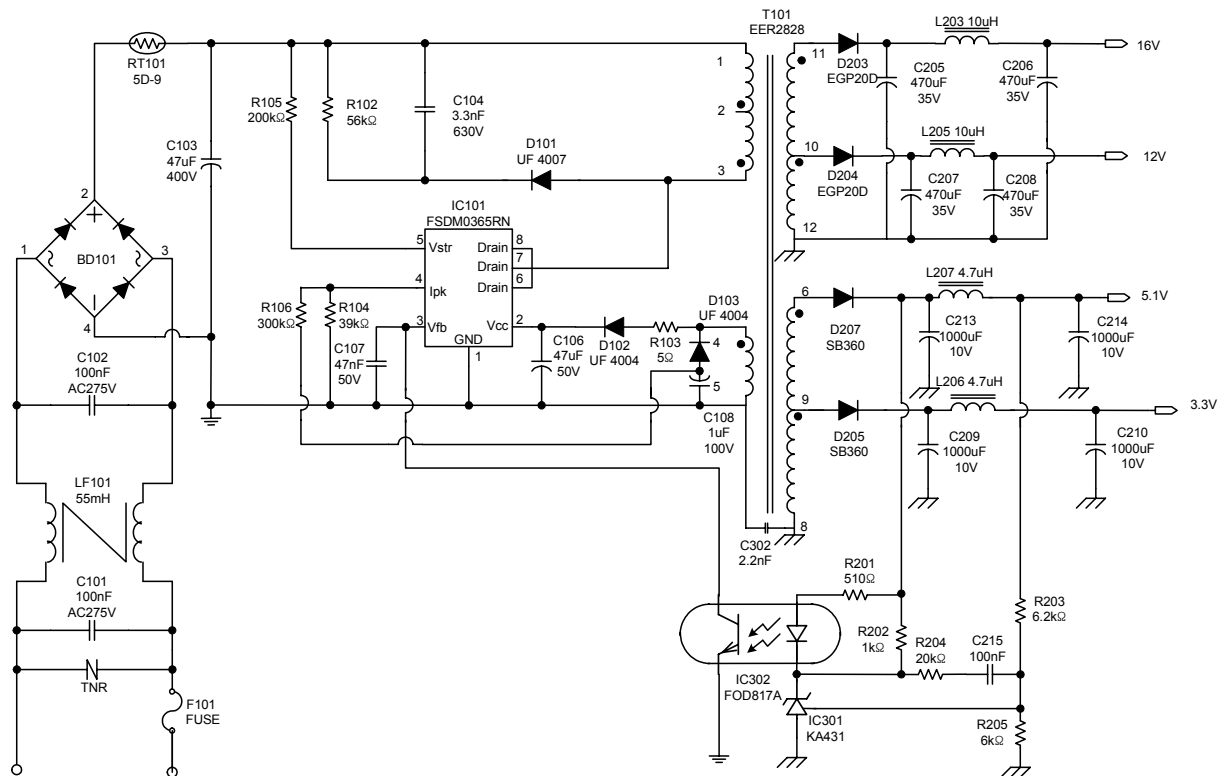 T101
EER2828
RT101
5D-9
C103
47uF
400V
R105
200kΩ
R102
56kΩ
C104
3.3nF
630V
D101
UF 4007
1
2
3
11
10
12
D203
EGP20D
C205
470uF
35V
L203 10uH
C206
470uF
35V
16V
L205 10uH
D204
EGP20D
C207
470uF
35V
C208
470uF
35V
12V
2
1
3
4
BD101
IC101
FSDM0365RN
5
Vstr
Drain
8
Drain
7
Drain
6
4
Ipk
3
Vfb
Vcc
2
GND
1
R106
300kΩ
R104
39kΩ
C107
47nF
50V
C106
47uF
50V
D102
UF 4004
R103
5Ω
D103
UF 4004
4
5
C108
1uF
100V
6
9
8
D207
SB360
L207 4.7uH
C213
1000uF
10V
C214
1000uF
10V
5.1V
L206 4.7uH
D205
SB360
C209
1000uF
10V
C210
1000uF
10V
3.3V
C102
100nF
AC275V
LF101
55mH
C101
100nF
AC275V
TNR
F101
FUSE
C302
2.2nF
R201
510Ω
R202
1kΩ
R204
20kΩ
C215
100nF
R203
6.2kΩ
IC302
FOD817A
IC301
KA431
R205
6kΩ